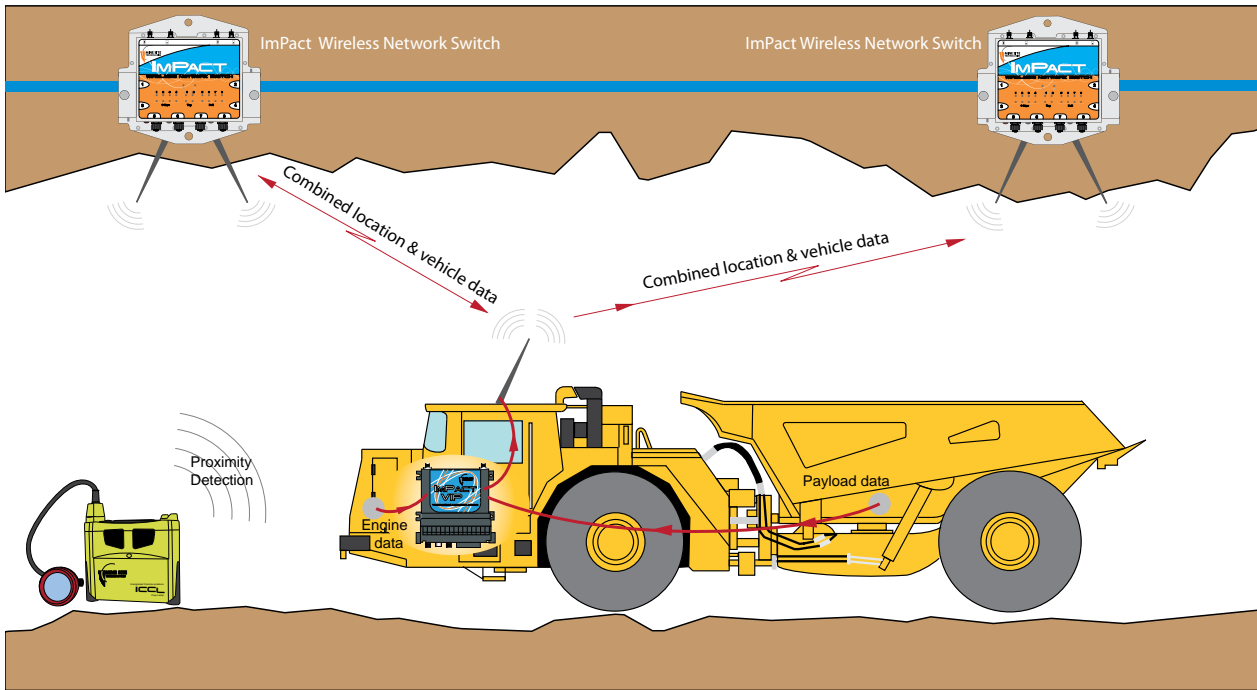 ImPact Wireless Network Switch
ImPact Wireless Network Switch
IMPACT
IMPACT
Combined location & vehicle data
Combined location & vehicle data
Proximity
Detection
IMPACT
VIP
Engine
data
Payload data
ICCL